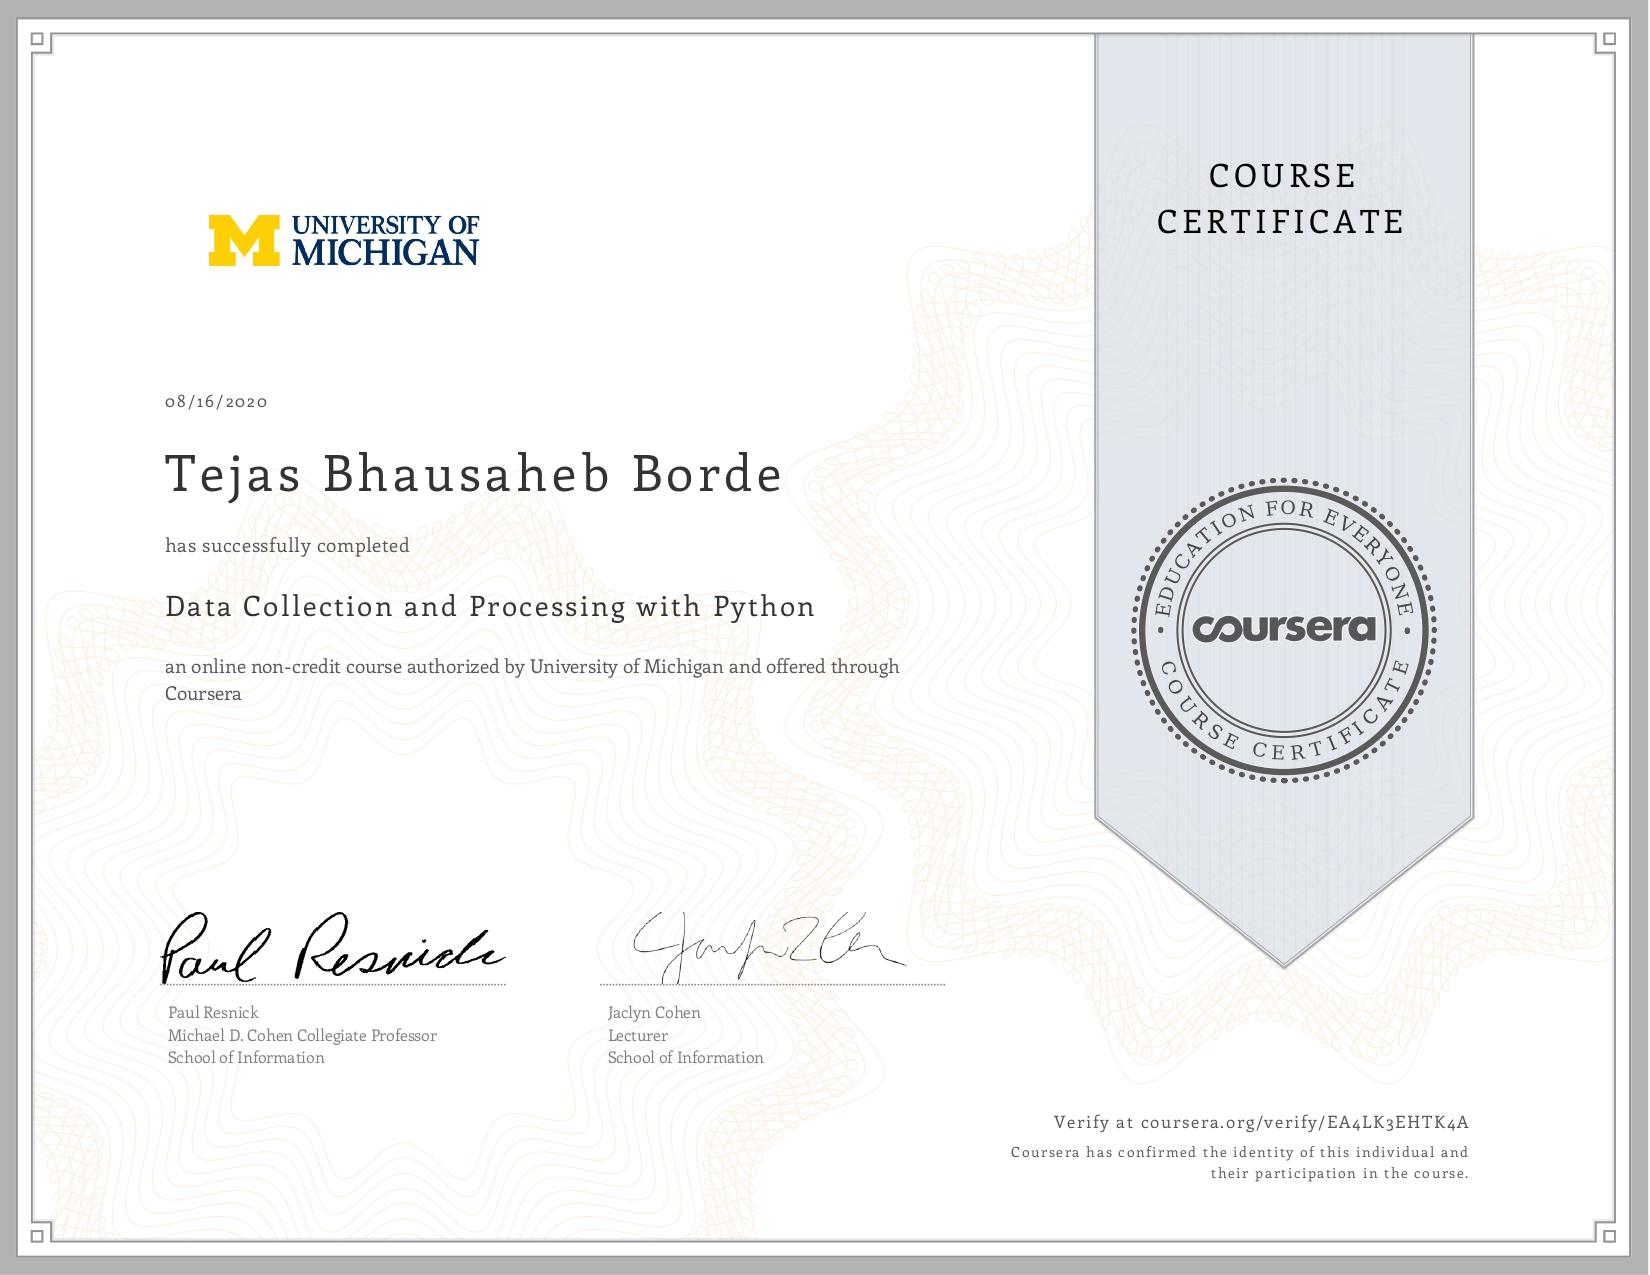 COURSE
CERTIFICATE
UNIVERSITY OF
MICHIGAN
08/16/2020
Tejas Bhausaheb Borde
has successfully completed
Data Collection and Processing with Python
an online non-credit course authorized by University of Michigan and offered through
Coursera
EDUCATION FOR EVERYONE
coursera
COURSE CERTIFICATE
Paul Resnick
Paul Resnick
Michael D. Cohen Collegiate Professor
School of Information
Jaclyn Cohen
Lecturer
School of Information
Verify at coursera.org/verify/EA4LK3EHTK4A
Coursera has confirmed the identity of this individual and
their participation in the course.